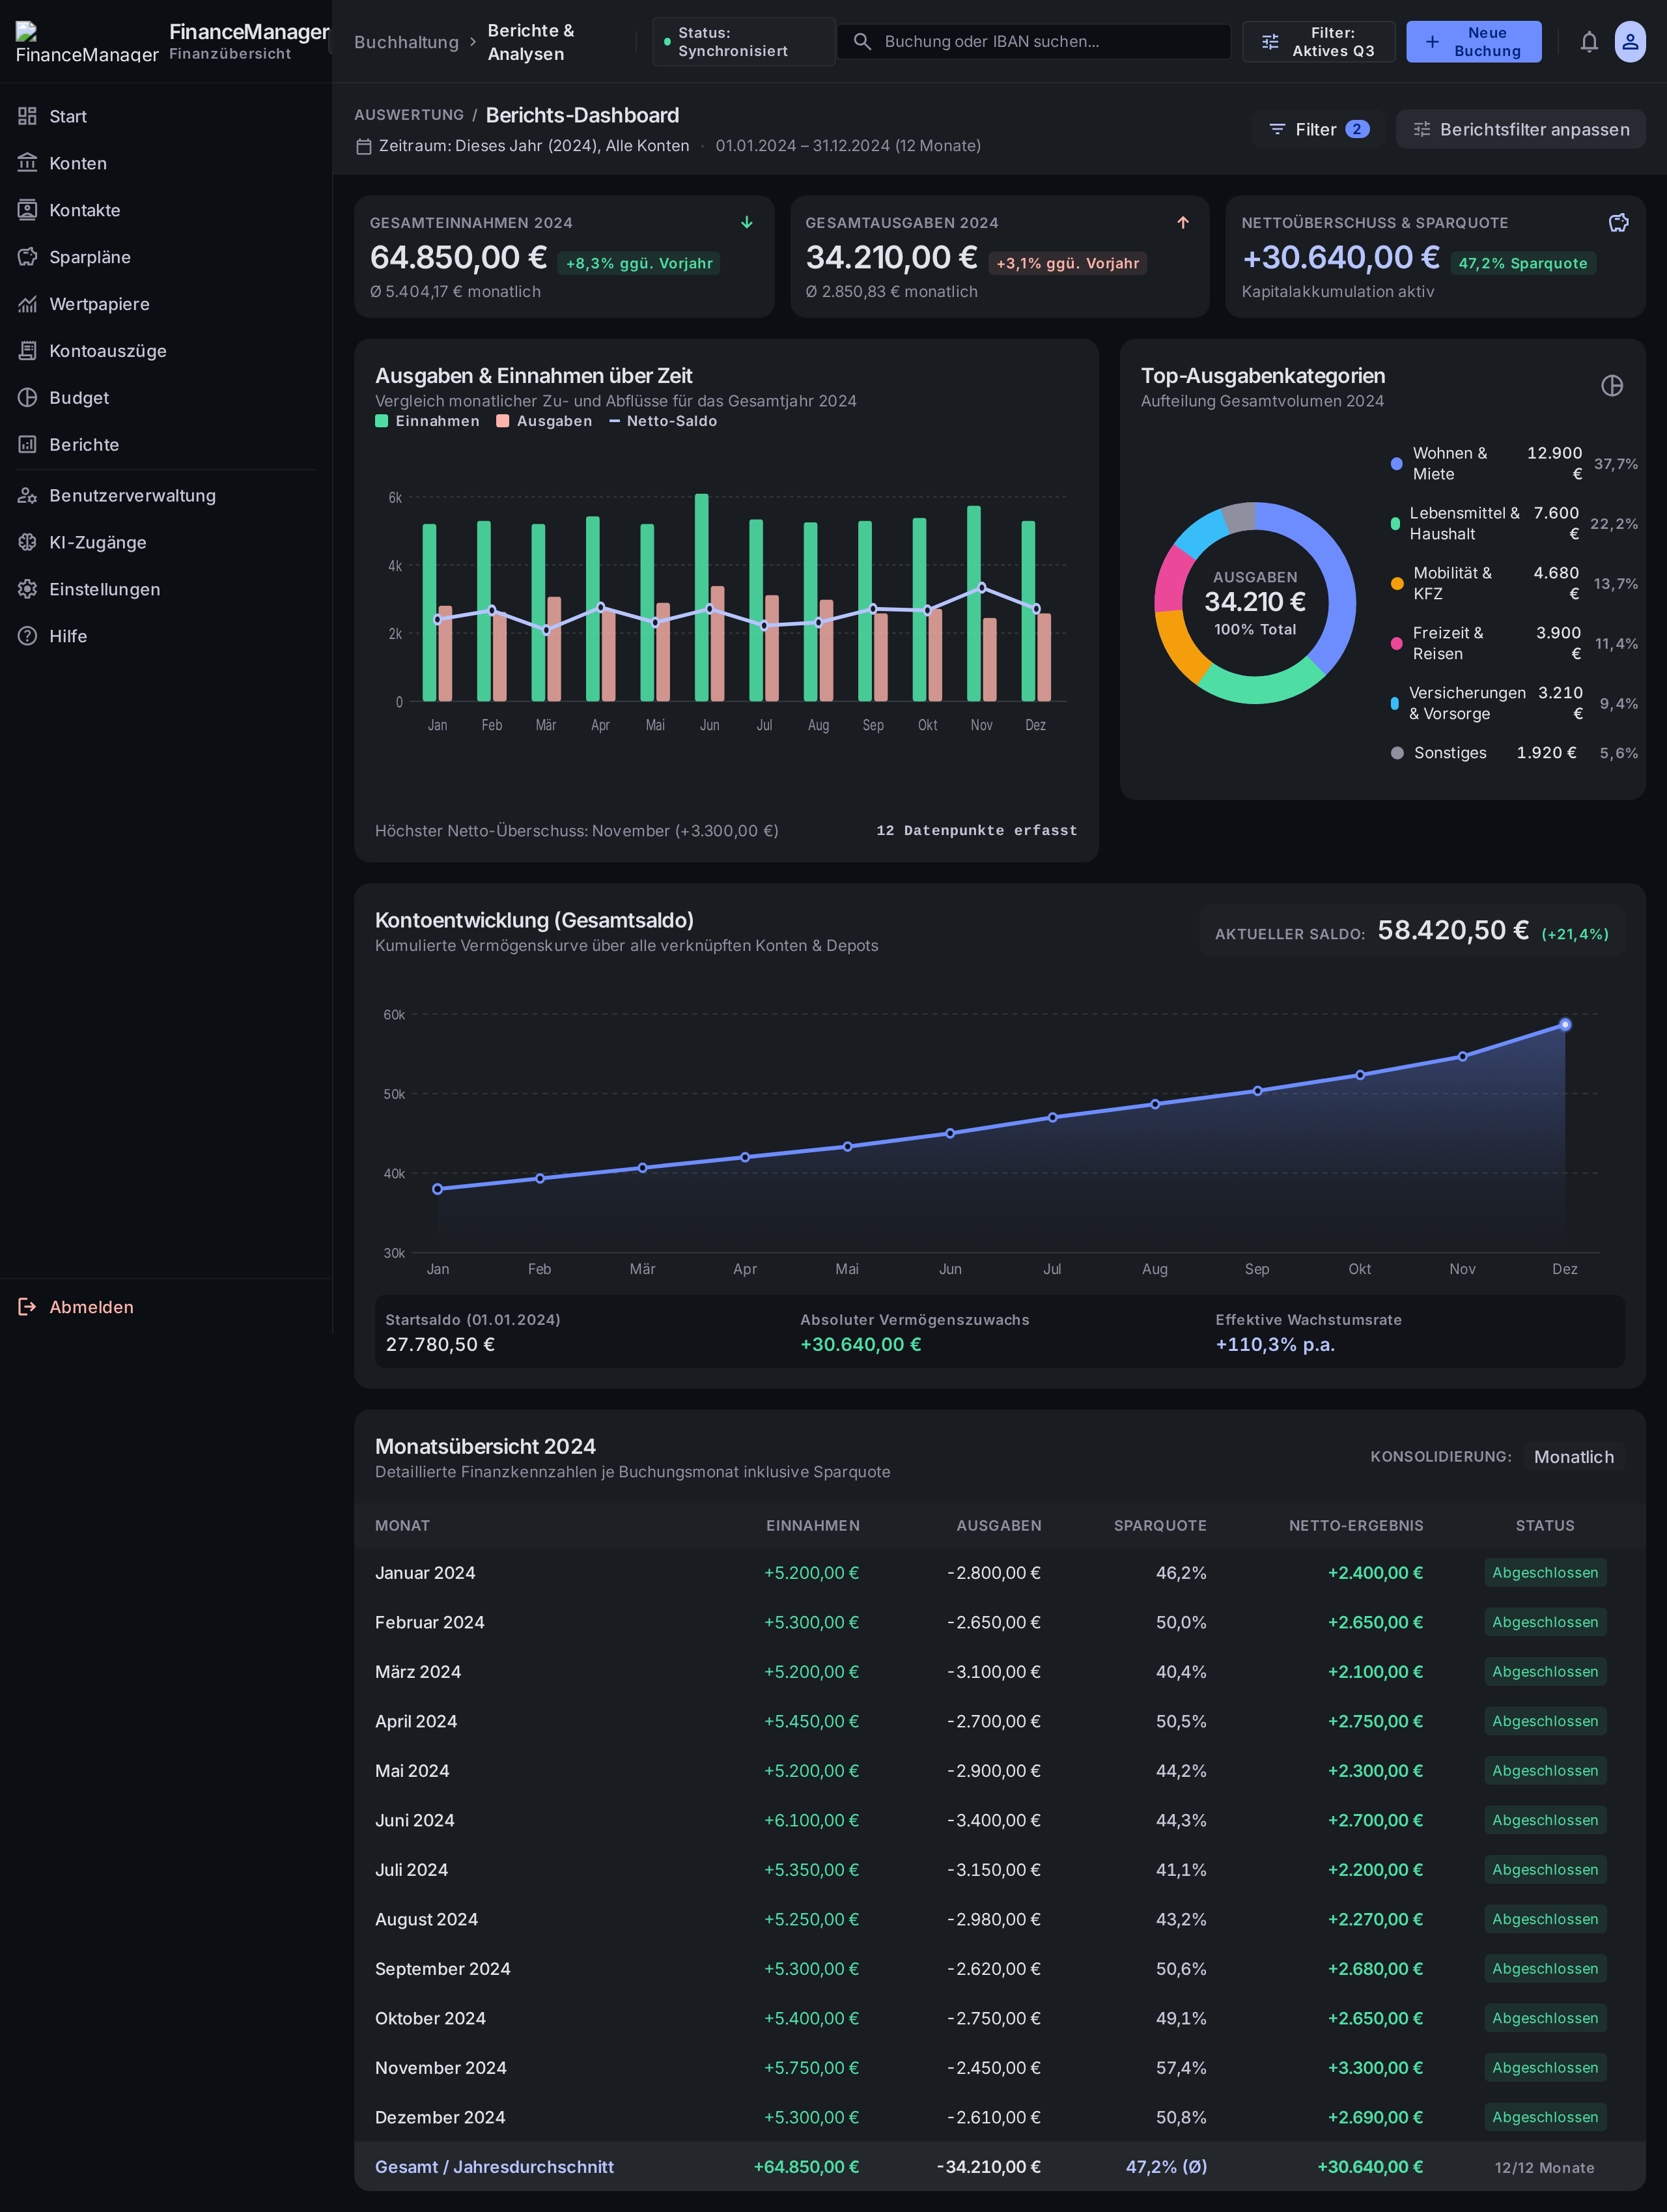 FinanceManager
FinanceManager
Finanzübersicht
Buchhaltung
Berichte &
Analysen
Status:
Synchronisiert
Buchung oder IBAN suchen...
Filter:
Aktives Q3
Neue
Buchung
Start
Konten
Kontakte
Sparpläne
Wertpapiere
Kontoauszüge
Budget
Berichte
Benutzerverwaltung
KI-Zugänge
Einstellungen
Hilfe
Abmelden
AUSWERTUNG / Berichts-Dashboard
Zeitraum: Dieses Jahr (2024), Alle Konten · 01.01.2024 – 31.12.2024 (12 Monate)
Filter 2
Berichtsfilter anpassen
GESAMTEINNAHMEN 2024
64.850,00 € +8,3% ggü. Vorjahr
Ø 5.404,17 € monatlich
GESAMTAUSGABEN 2024
34.210,00 € +3,1% ggü. Vorjahr
Ø 2.850,83 € monatlich
NETTOÜBERSCHUSS & SPARQUOTE
+30.640,00 € 47,2% Sparquote
Kapitalakkumulation aktiv
Ausgaben & Einnahmen über Zeit
Vergleich monatlicher Zu- und Abflüsse für das Gesamtjahr 2024
Einnahmen Ausgaben Netto-Saldo
6k
4k
2k
0
Jan Feb Mär Apr Mai Jun Jul Aug Sep Okt Nov Dez
Höchster Netto-Überschuss: November (+3.300,00 €)
12 Datenpunkte erfasst
Top-Ausgabenkategorien
Aufteilung Gesamtvolumen 2024
AUSGABEN
34.210 €
100% Total
Wohnen &
Miete
12.900
€
37,7%
Lebensmittel &
Haushalt
7.600
€
22,2%
Mobilität &
KFZ
4.680
€
13,7%
Freizeit &
Reisen
3.900
€
11,4%
Versicherungen
& Vorsorge
3.210
€
9,4%
Sonstiges 1.920 € 5,6%
Kontoentwicklung (Gesamtsaldo)
Kumulierte Vermögenskurve über alle verknüpften Konten & Depots
AKTUELLER SALDO: 58.420,50 € (+21,4%)
60k
50k
40k
30k
Jan Feb Mär Apr Mai Jun Jul Aug Sep Okt Nov Dez
Startsaldo (01.01.2024)
27.780,50 €
Absoluter Vermögenszuwachs
+30.640,00 €
Effektive Wachstumsrate
+110,3% p.a.
Monatsübersicht 2024
Detaillierte Finanzkennzahlen je Buchungsmonat inklusive Sparquote
KONSOLIDIERUNG: Monatlich
MONAT EINNAHMEN AUSGABEN SPARQUOTE NETTO-ERGEBNIS STATUS
Januar 2024 +5.200,00 € -2.800,00 € 46,2% +2.400,00 € Abgeschlossen
Februar 2024 +5.300,00 € -2.650,00 € 50,0% +2.650,00 € Abgeschlossen
März 2024 +5.200,00 € -3.100,00 € 40,4% +2.100,00 € Abgeschlossen
April 2024 +5.450,00 € -2.700,00 € 50,5% +2.750,00 € Abgeschlossen
Mai 2024 +5.200,00 € -2.900,00 € 44,2% +2.300,00 € Abgeschlossen
Juni 2024 +6.100,00 € -3.400,00 € 44,3% +2.700,00 € Abgeschlossen
Juli 2024 +5.350,00 € -3.150,00 € 41,1% +2.200,00 € Abgeschlossen
August 2024 +5.250,00 € -2.980,00 € 43,2% +2.270,00 € Abgeschlossen
September 2024 +5.300,00 € -2.620,00 € 50,6% +2.680,00 € Abgeschlossen
Oktober 2024 +5.400,00 € -2.750,00 € 49,1% +2.650,00 € Abgeschlossen
November 2024 +5.750,00 € -2.450,00 € 57,4% +3.300,00 € Abgeschlossen
Dezember 2024 +5.300,00 € -2.610,00 € 50,8% +2.690,00 € Abgeschlossen
Gesamt / Jahresdurchschnitt +64.850,00 € -34.210,00 € 47,2% (Ø) +30.640,00 € 12/12 Monate